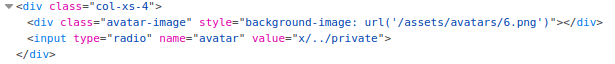 <div class="col-xs-4">
<div class="avatar-image" style="background-image: url('/assets/avatars/6.png')"></div>
<input type="radio" name="avatar" value="x/../private">
</div>